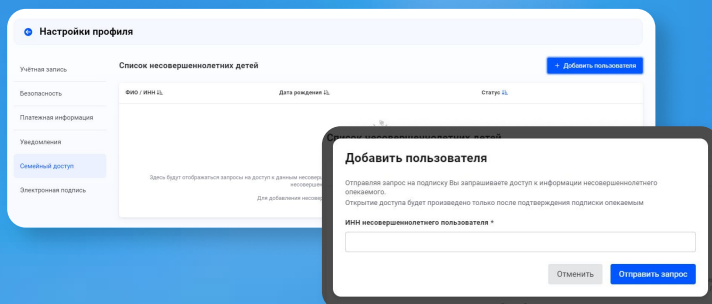 Настройки профиля
Учётная запись
Безопасность
Платежная информация
Уведомления
Семейный доступ
Электронная подпись
Список несовершеннолетних детей
+ Добавить пользователя
ФИО / ИНН
Дата рождения
Статус
Здесь будут отображаться запросы на доступ к данным
Для добавления
Список несовершеннолетних детей
Добавить пользователя
Отправляя запрос на подписку Вы запрашиваете доступ к информации несовершеннолетнего
опекаемого.
Открытие доступа будет произведено только после подтверждения подписки опекаемым
ИНН несовершеннолетнего пользователя *
Отменить
Отправить запрос